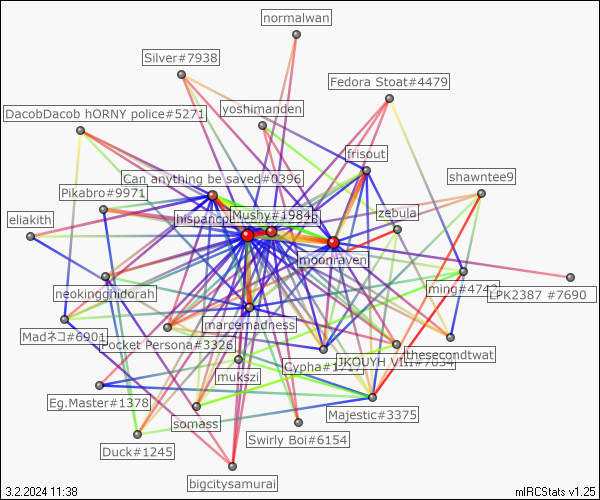 normalwan
Silver#7938
Fedora Stoat#4479
DacobDacob hORNY police#5271
yoshimanden
frisout
Can anything be saved#0396
shawntee9
Pikabro#9971
Mushy#19846
zebula
eliakith
moonraven
neokingghidorah
ming#4742
LPK2387 #7690
marcemadness
Madネコ#6901
Pocket Persona#3326
Cypha#1717
JKOUYH VIII#7034
thesecondtwat
mukszi
Eg.Master#1378
Majestic#3375
somass
Swirly Boi#6154
Duck#1245
bigcitysamurai
3.2.2024 11:38
mIRCStats v1.25